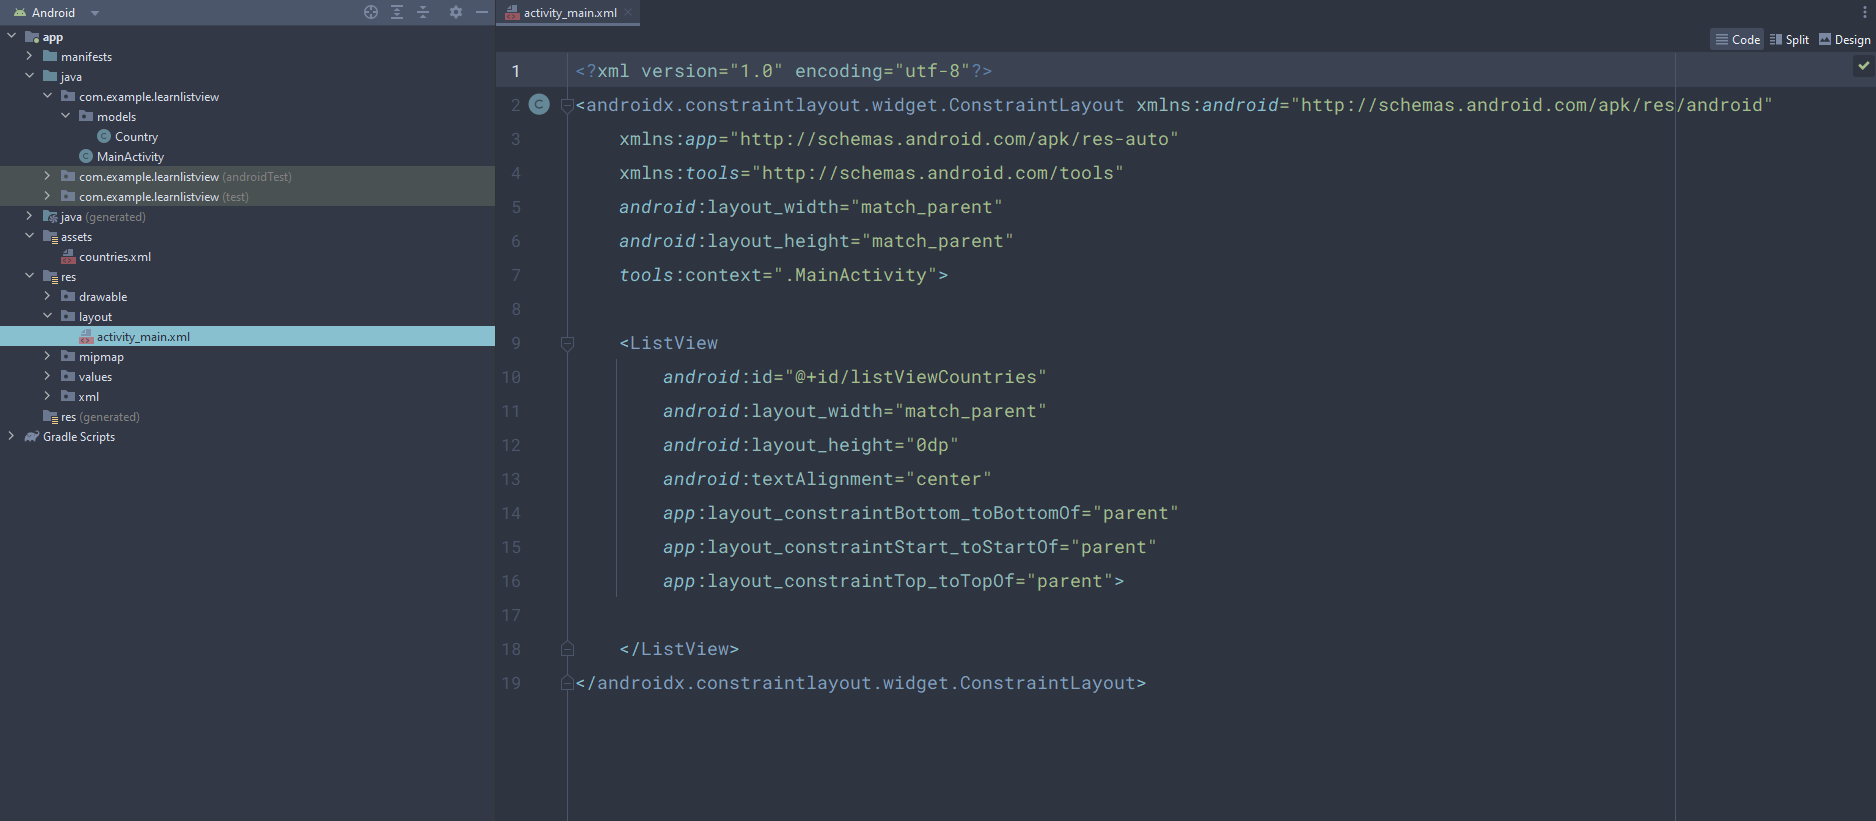 Android
app
manifests
java
com.example.learnlistview
models
Country
MainActivity
com.example.learnlistview (androidTest)
com.example.learnlistview (test)
java (generated)
assets
countries.xml
res
drawable
layout
activity_main.xml
mipmap
values
xml
res (generated)
Gradle Scripts
activity_main.xml
Code Split Design
1 <?xml version="1.0" encoding="utf-8"?>
2 <androidx.constraintlayout.widget.ConstraintLayout xmlns:android="http://schemas.android.com/apk/res/android"
3 xmlns:app="http://schemas.android.com/apk/res-auto"
4 xmlns:tools="http://schemas.android.com/tools"
5 android:layout_width="match_parent"
6 android:layout_height="match_parent"
7 tools:context=".MainActivity">
8
9 <ListView
10 android:id="@+id/listViewCountries"
11 android:layout_width="match_parent"
12 android:layout_height="0dp"
13 android:textAlignment="center"
14 app:layout_constraintBottom_toBottomOf="parent"
15 app:layout_constraintStart_toStartOf="parent"
16 app:layout_constraintTop_toTopOf="parent">
17
18 </ListView>
19 </androidx.constraintlayout.widget.ConstraintLayout>